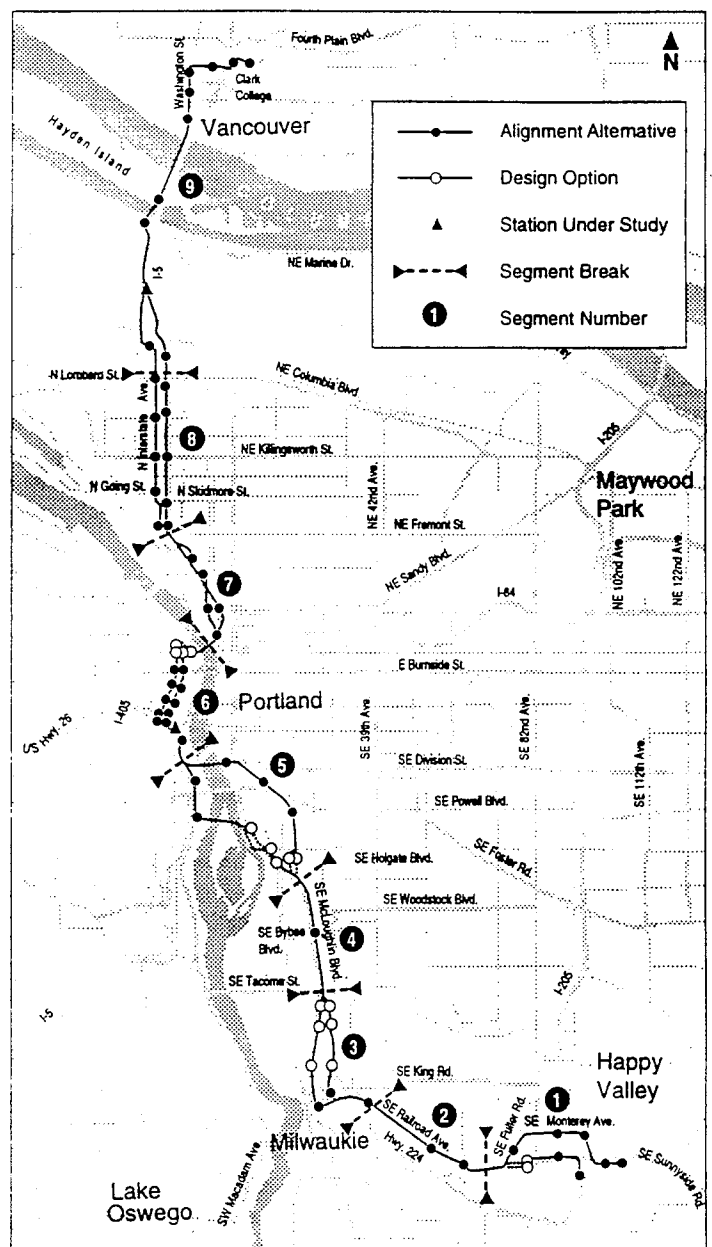 Fourth Plain Blvd.
N
Washington St.
Clark
College
Vancouver
Hayden Island
9
Alignment Alternative
Design Option
Station Under Study
Segment Break
1
Segment Number
NE Marine Dr.
I-5
N Lombard St.
NE Columbia Blvd
N Interstate Ave.
8
NE Killingsworth St.
I-205
N Going St.
N Skidmore St.
NE 42nd Ave.
Maywood
Park
NE Fremont St.
NE Sandy Blvd.
NE 102nd Ave.
NE 122nd Ave.
7
I-84
E Burnside St.
6
Portland
I-405
US Hwy. 26
SE 39th Ave.
SE 82nd Ave.
SE 112th Ave.
5
SE Division St.
SE Powell Blvd.
SE Holgate Blvd.
SE Foster Rd.
SE Woodstock Blvd.
SE McLoughlin Blvd.
SE Bybee
Blvd.
4
SE Tacoma St.
I-205
I-5
3
SE King Rd.
Happy
Valley
1
SE Fuller Rd.
SE Monterey Ave.
2
SE Railroad Ave.
Hwy. 224
Milwaukie
SE Sunnyside Rd.
SW Macadam Ave.
Lake
Oswego